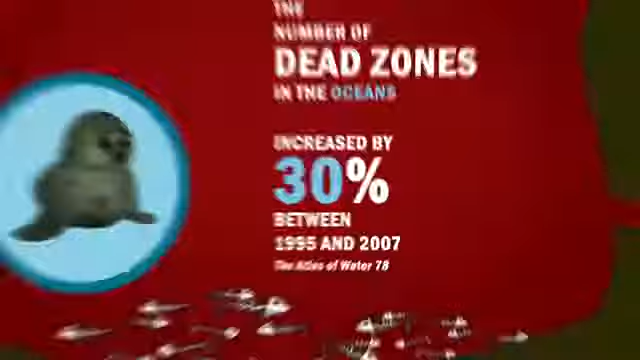 THE
NUMBER OF
DEAD ZONES
IN THE OCEANS
INCREASED BY
30%
BETWEEN
1995 AND 2007
The Atlas of Water 78